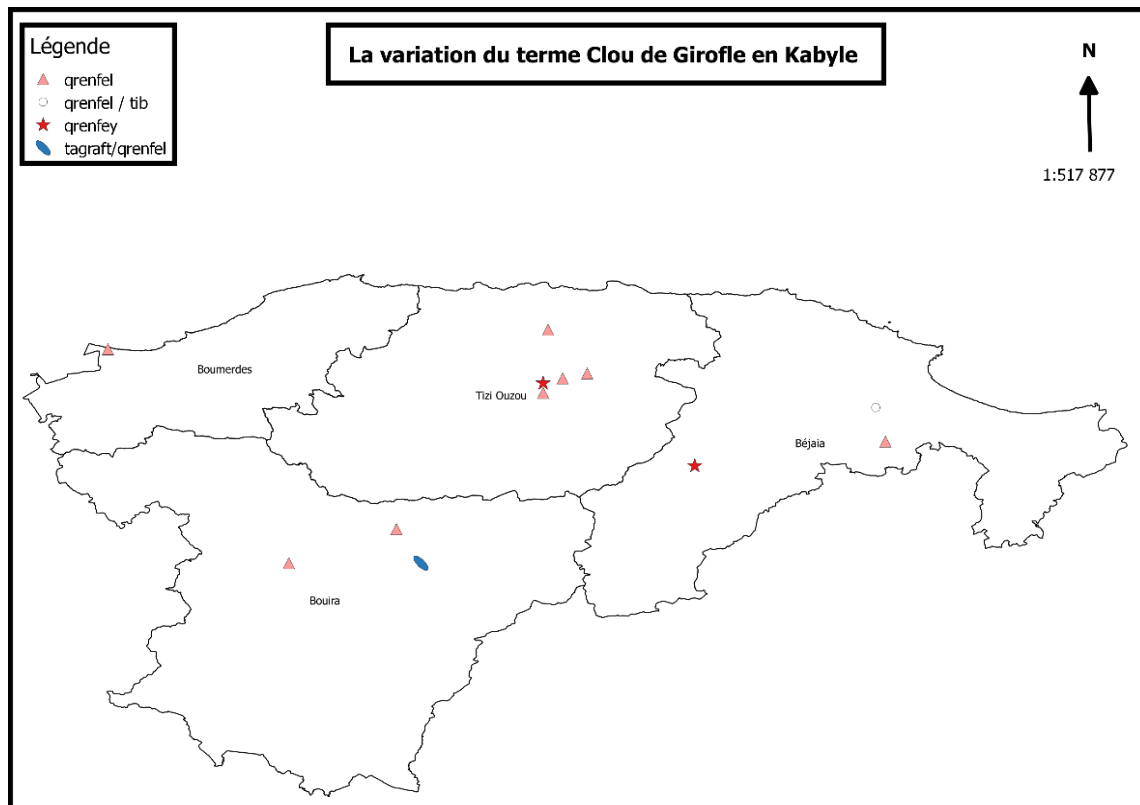 Légende
qrenfel
qrenfel / tib
qrenfey
tagraft/qrenfel
La variation du terme Clou de Girofle en Kabyle
N
1:517 877
Boumerdes
Tizi Ouzou
Béjaia
Bouira